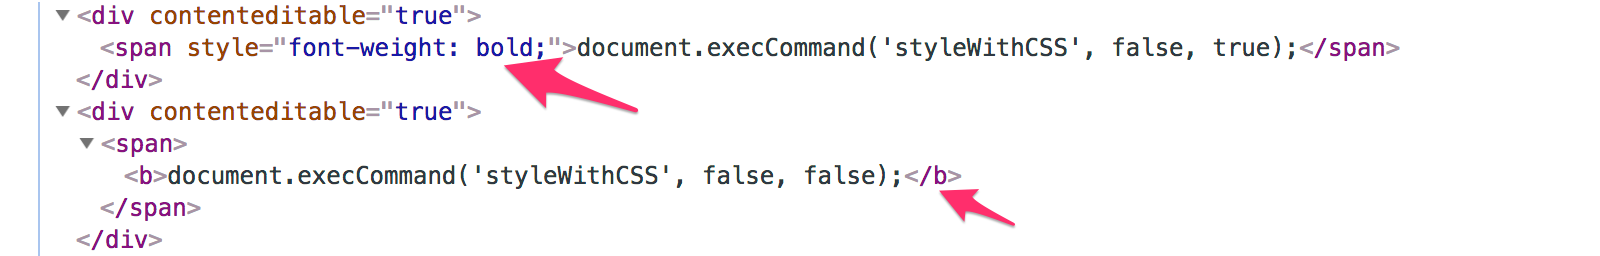 ▼<div contenteditable="true">
<span style="font-weight: bold;">document.execCommand('styleWithCSS', false, true);</span>
</div>
▼<div contenteditable="true">
▼<span>
<b>document.execCommand('styleWithCSS', false, false);</b>
</span>
</div>